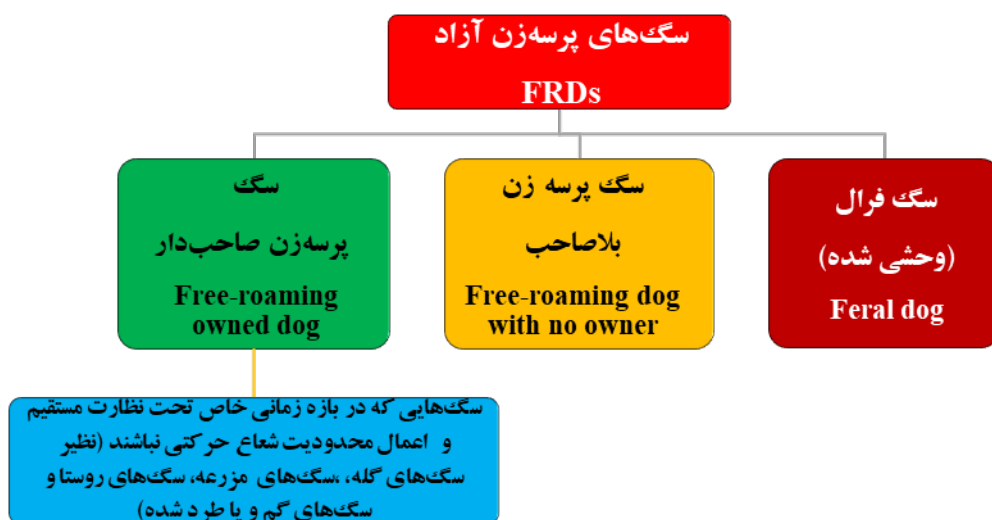 سگ‌های پرسه‌زن آزاد
FRDs
سگ
پرسه‌زن صاحب‌دار
Free-roaming
owned dog
سگ پرسه زن
بلاصاحب
Free-roaming dog
with no owner
سگ فرال
(وحشی شده)
Feral dog
سگ‌هایی که در بازه زمانی خاص تحت نظارت مستقیم
و اعمال محدودیت شعاع حرکتی نباشند (نظیر
سگ‌های گله، ،سگ‌های مزرعه، سگ‌های روستا و
سگ‌های گم و یا طرد شده)